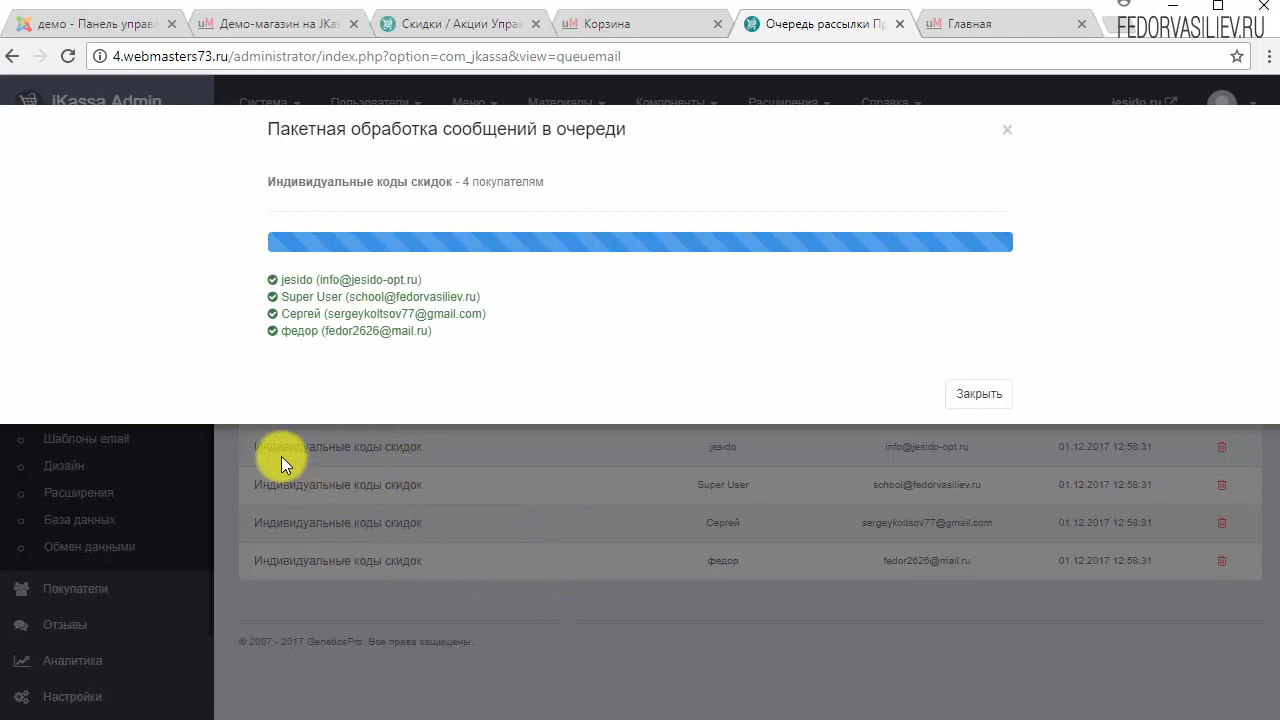 демо - Панель управл
Демо-магазин на JКас
Скидки / Акции Упра
Корзина
Очередь рассылки Пр
Главная
FEDORVASILIEV.RU
4.webmasters73.ru/administrator/index.php?option=com_jkassa&view=queuemail
jKassa Admin
Система
Пользователи
Меню
Материалы
Компоненты
Расширения
Справка
jesido.ru
Пакетная обработка сообщений в очереди
×
Индивидуальные коды скидок - 4 покупателям
jesido (info@jesido-opt.ru)
Super User (school@fedorvasiliev.ru)
Сергей (sergeykoltsov77@gmail.com)
федор (fedor2626@mail.ru)
Закрыть
Шаблоны email
Дизайн
Расширения
База данных
Обмен данными
Покупатели
Отзывы
Аналитика
Настройки
Индивидуальные коды скидок jesido info@jesido-opt.ru 01.12.2017 12:58:31
Индивидуальные коды скидок Super User school@fedorvasiliev.ru 01.12.2017 12:58:31
Индивидуальные коды скидок Сергей sergeykoltsov77@gmail.com 01.12.2017 12:58:31
Индивидуальные коды скидок федор fedor2626@mail.ru 01.12.2017 12:58:31
© 2007 - 2017 GeneticsPro. Все права защищены.